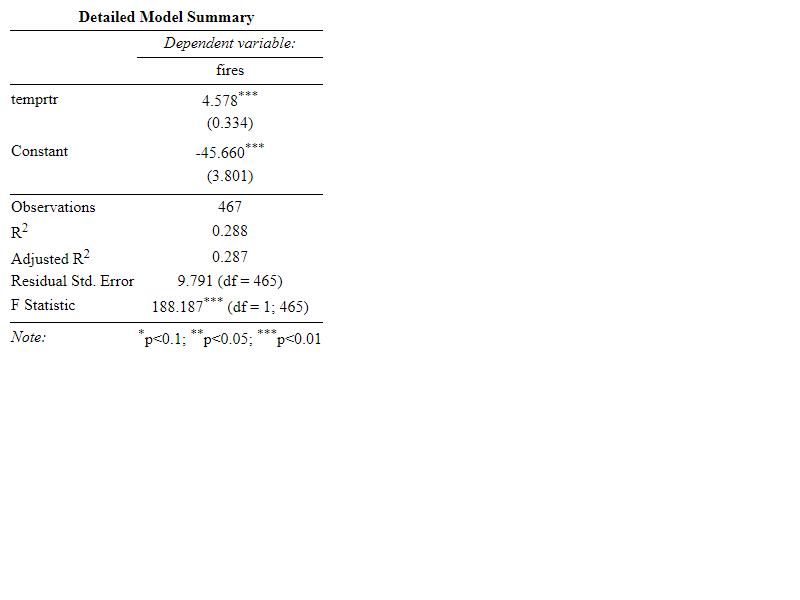 Detailed Model Summary
Dependent variable:
fires
temprtr 4.578***
(0.334)
Constant -45.660***
(3.801)
Observations 467
R2 0.288
Adjusted R2 0.287
Residual Std. Error 9.791 (df = 465)
F Statistic 188.187*** (df = 1; 465)
Note: *p<0.1; **p<0.05; ***p<0.01